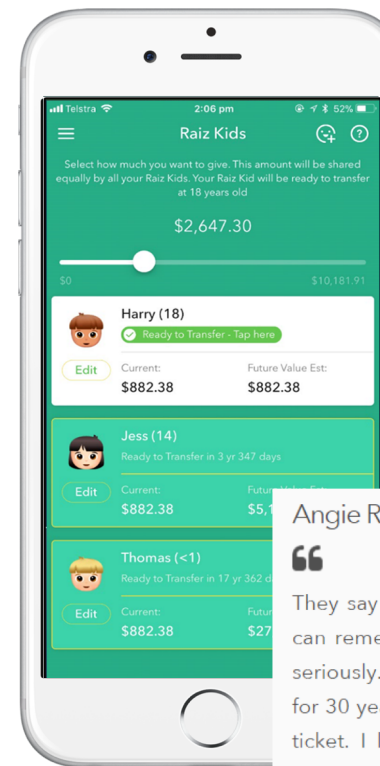 Telstra 2:06 pm 52%
Raiz Kids
Select how much you want to give. This amount will be shared
equally by all your Raiz Kids. Your Raiz Kid will be ready to transfer
at 18 years old
$2,647.30
$0 $10,181.91
Harry (18)
Ready to Transfer - Tap here
Edit
Current: Future Value Est:
$882.38 $882.38
Jess (14)
Ready to Transfer in 3 yr 347 days
Edit
Current:
$882.38 $5,1
Thomas (<1)
Ready to Transfer in 17 yr 362 d
Edit
Current:
$882.38 $27
Angie R
“
They say
can reme
seriously.
for 30 ye
ticket. I